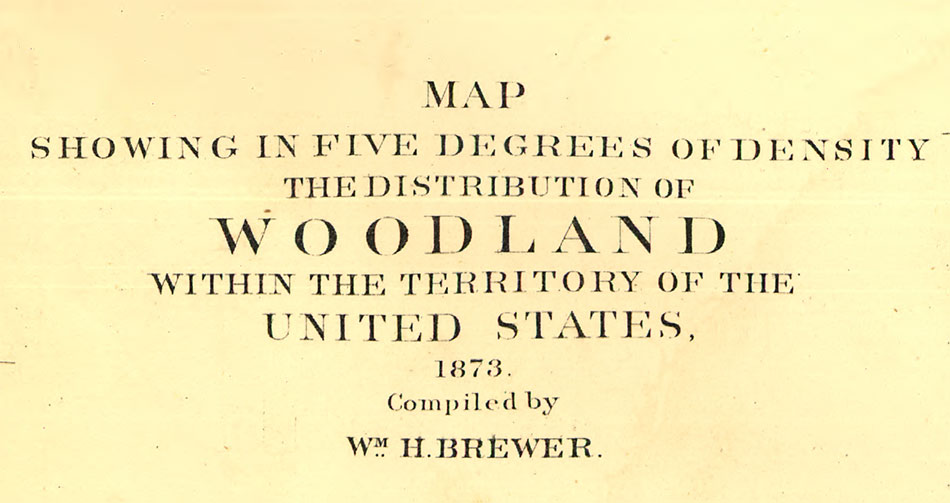 MAP
SHOWING IN FIVE DEGREES OF DENSITY
THE DISTRIBUTION OF
WOODLAND
WITHIN THE TERRITORY OF THE
UNITED STATES,
1873.
Compiled by
WM. H. BREWER.